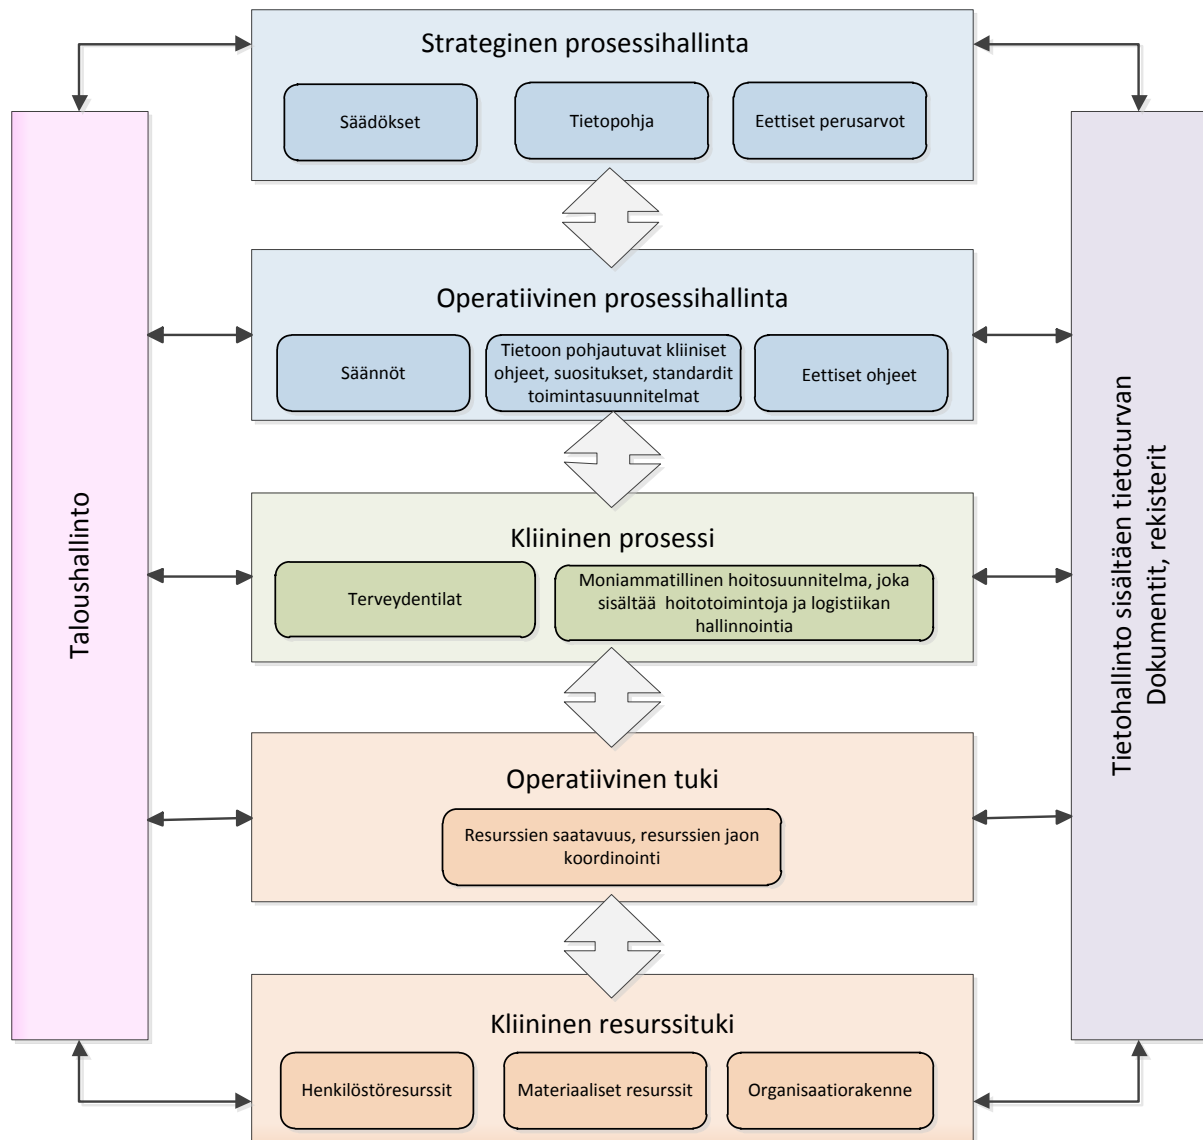 Strateginen prosessihallinta
Säädökset
Tietopohja
Eettiset perusarvot
Operatiivinen prosessihallinta
Säännöt
Tietoon pohjautuvat kliiniset
ohjeet, suositukset, standardit
toimintasuunnitelmat
Eettiset ohjeet
Taloushallinto
Kliininen prosessi
Terveydentilat
Moniammatillinen hoitosuunnitelma, joka
sisältää hoitotoimintoja ja logistiikan
hallinnointia
Tietohallinto sisältäen tietoturvan
Dokumentit, rekisterit
Operatiivinen tuki
Resurssien saatavuus, resurssien jaon
koordinointi
Kliininen resurssituki
Henkilöstöresurssit
Materiaaliset resurssit
Organisaatiorakenne